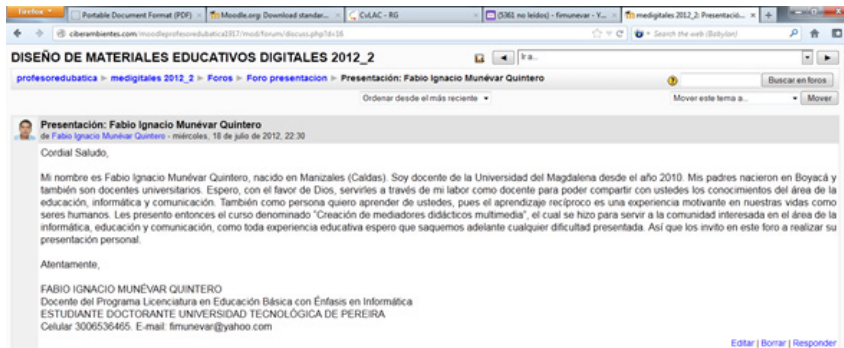 Firefox
Portable Document Format (PDF)
Moodle.org: Download standar...
CvLAC - RG
(5361 no leídos) - fimunevar - Y...
medigitales 2012_2: Presentació...
ciberambientes.com/moodleprofesoredubatica1917/mod/forum/discuss.php?d=16
Search the web (Babylon)
DISEÑO DE MATERIALES EDUCATIVOS DIGITALES 2012_2
Ir a...
profesoredubatica ► medigitales 2012_2 ► Foros ► Foro presentacion ► Presentación: Fabio Ignacio Munévar Quintero
Buscar en foros
Ordenar desde el más reciente
Mover este tema a...
Mover
Presentación: Fabio Ignacio Munévar Quintero
de Fabio Ignacio Munévar Quintero - miércoles, 18 de julio de 2012, 22:30
Cordial Saludo,
Mi nombre es Fabio Ignacio Munévar Quintero, nacido en Manizales (Caldas). Soy docente de la Universidad del Magdalena desde el año 2010. Mis padres nacieron en Boyacá y
también son docentes universitarios. Espero, con el favor de Dios, servirles a través de mi labor como docente para poder compartir con ustedes los conocimientos del área de la
educación, informática y comunicación. También como persona quiero aprender de ustedes, pues el aprendizaje recíproco es una experiencia motivante en nuestras vidas como
seres humanos. Les presento entonces el curso denominado "Creación de mediadores didácticos multimedia", el cual se hizo para servir a la comunidad interesada en el área de la
informática, educación y comunicación, como toda experiencia educativa espero que saquemos adelante cualquier dificultad presentada. Así que los invito en este foro a realizar su
presentación personal.
Atentamente,
FABIO IGNACIO MUNÉVAR QUINTERO
Docente del Programa Licenciatura en Educación Básica con Énfasis en Informática
ESTUDIANTE DOCTORANTE UNIVERSIDAD TECNOLÓGICA DE PEREIRA
Celular 3006536465. E-mail: fimunevar@yahoo.com
Editar | Borrar | Responder